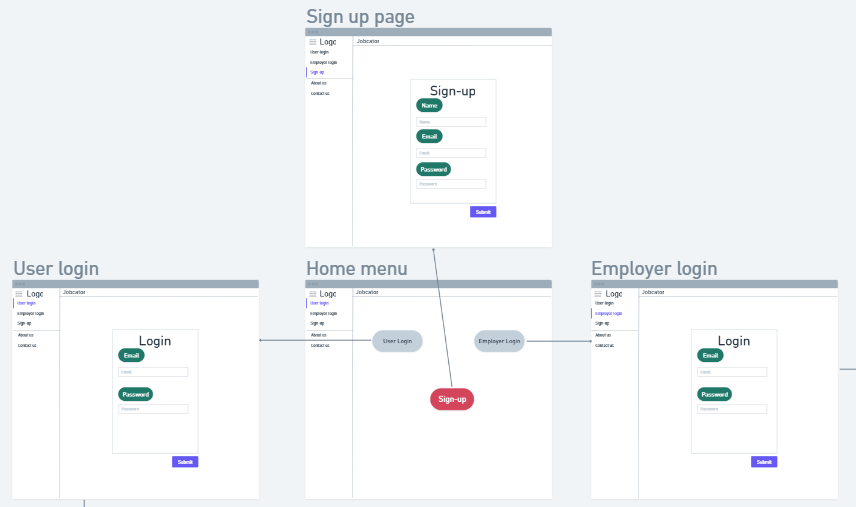 Sign up page
Logo
Jobcator
User login
Employer login
Sign-up
About us
Contact us
Sign-up
Name
Name
Email
Email
Password
Password
Submit
User login
Logo
Jobcator
User login
Employer login
Sign-up
About us
Contact us
Login
Email
Email
Password
Password
Submit
Home menu
Logo
Jobcator
User login
Employer login
Sign-up
About us
Contact us
User Login
Employer Login
Sign-up
Employer login
Logo
Jobcator
User login
Employer login
Sign-up
About us
Contact us
Login
Email
Email
Password
Password
Submit